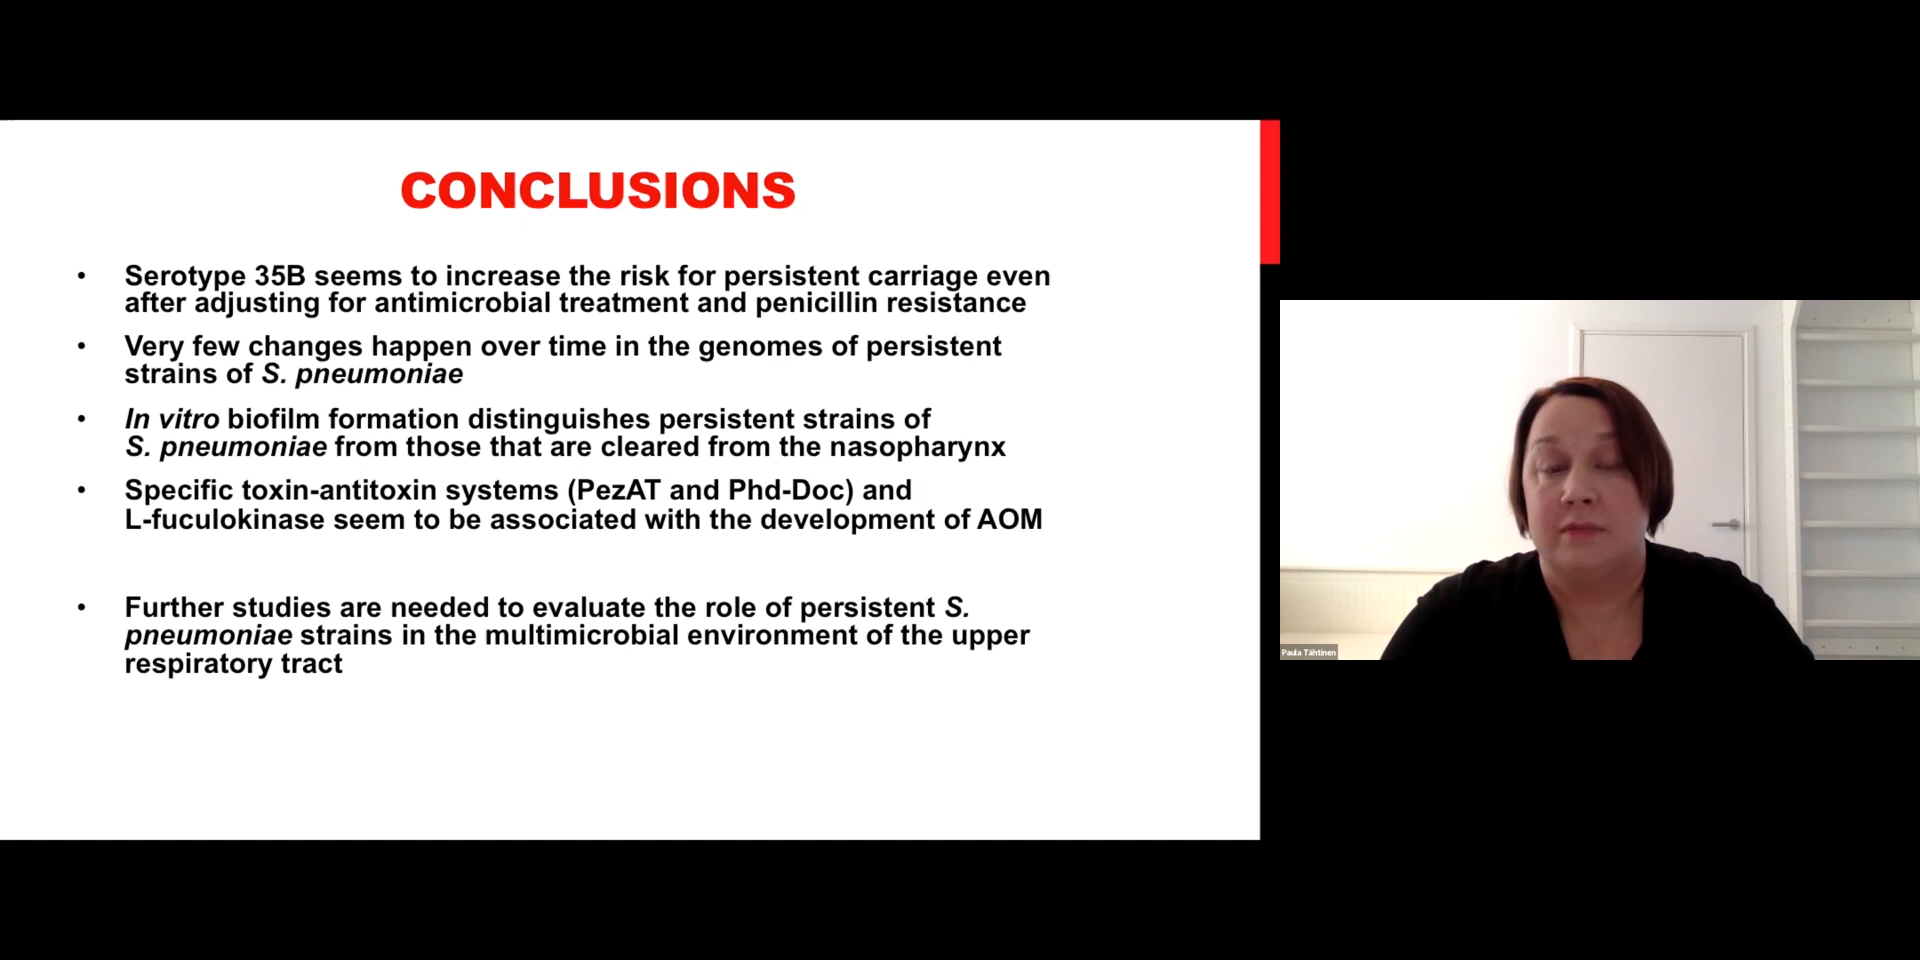 CONCLUSIONS
• Serotype 35B seems to increase the risk for persistent carriage even
after adjusting for antimicrobial treatment and penicillin resistance
• Very few changes happen over time in the genomes of persistent
strains of S. pneumoniae
• In vitro biofilm formation distinguishes persistent strains of
S. pneumoniae from those that are cleared from the nasopharynx
• Specific toxin-antitoxin systems (PezAT and Phd-Doc) and
L-fuculokinase seem to be associated with the development of AOM
• Further studies are needed to evaluate the role of persistent S.
pneumoniae strains in the multimicrobial environment of the upper
respiratory tract
Paula Tähtinen